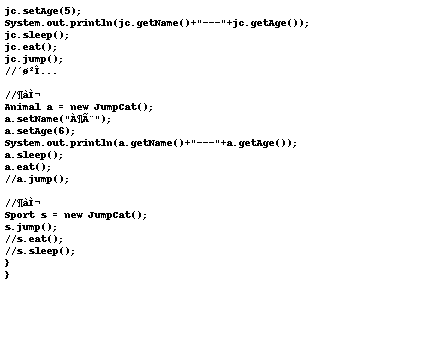 jc.setAge(5);
System.out.println(jc.getName()+"---"+jc.getAge());
jc.sleep();
jc.eat();
jc.jump();
//´ø²Î...
//¶àÌ¬
Animal a = new JumpCat();
a.setName("À¶Ã¨");
a.setAge(6);
System.out.println(a.getName()+"---"+a.getAge());
a.sleep();
a.eat();
//a.jump();
//¶àÌ¬
Sport s = new JumpCat();
s.jump();
//s.eat();
//s.sleep();
}
}